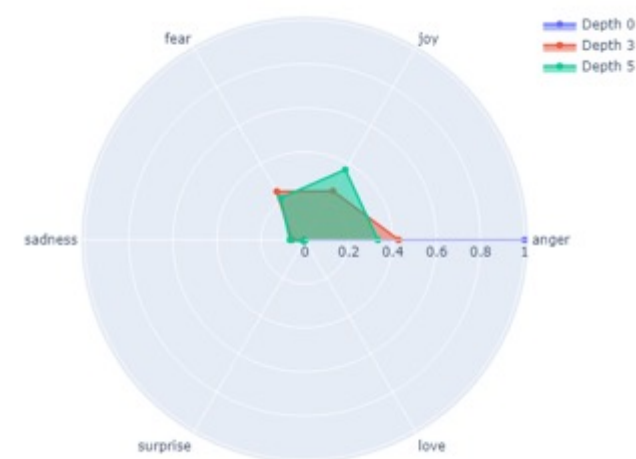 fear
joy
Depth 0
Depth 3
Depth 5
sadness
anger
0 0.2 0.4 0.6 0.8 1
surprise
love